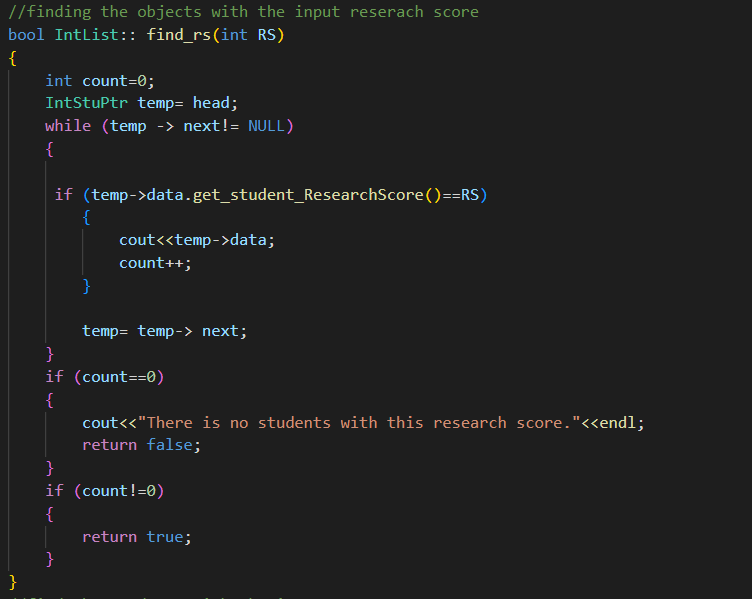 //finding the objects with the input reserach score
bool IntList:: find_rs(int RS)
{
int count=0;
IntStuPtr temp= head;
while (temp -> next!= NULL)
{
if (temp->data.get_student_ResearchScore()==RS)
{
cout<<temp->data;
count++;
}
temp= temp-> next;
}
if (count==0)
{
cout<<"There is no students with this research score."<<endl;
return false;
}
if (count!=0)
{
return true;
}
}